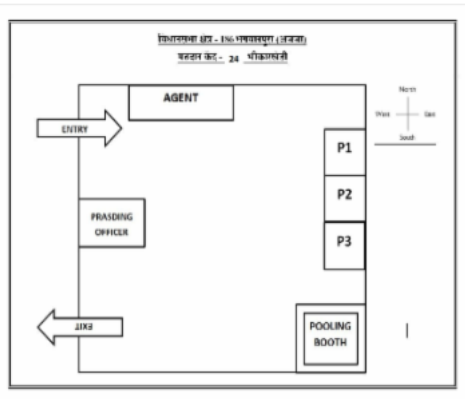 विधानसभा क्षेत्र - 186 भगवानपुरा (अजजा)
मतदान केंद्र - 24 भीकारखेडी
AGENT
North
West East
South
ENTRY
P1
P2
PRASDING
OFFICER
P3
EXIT
POOLING
BOOTH